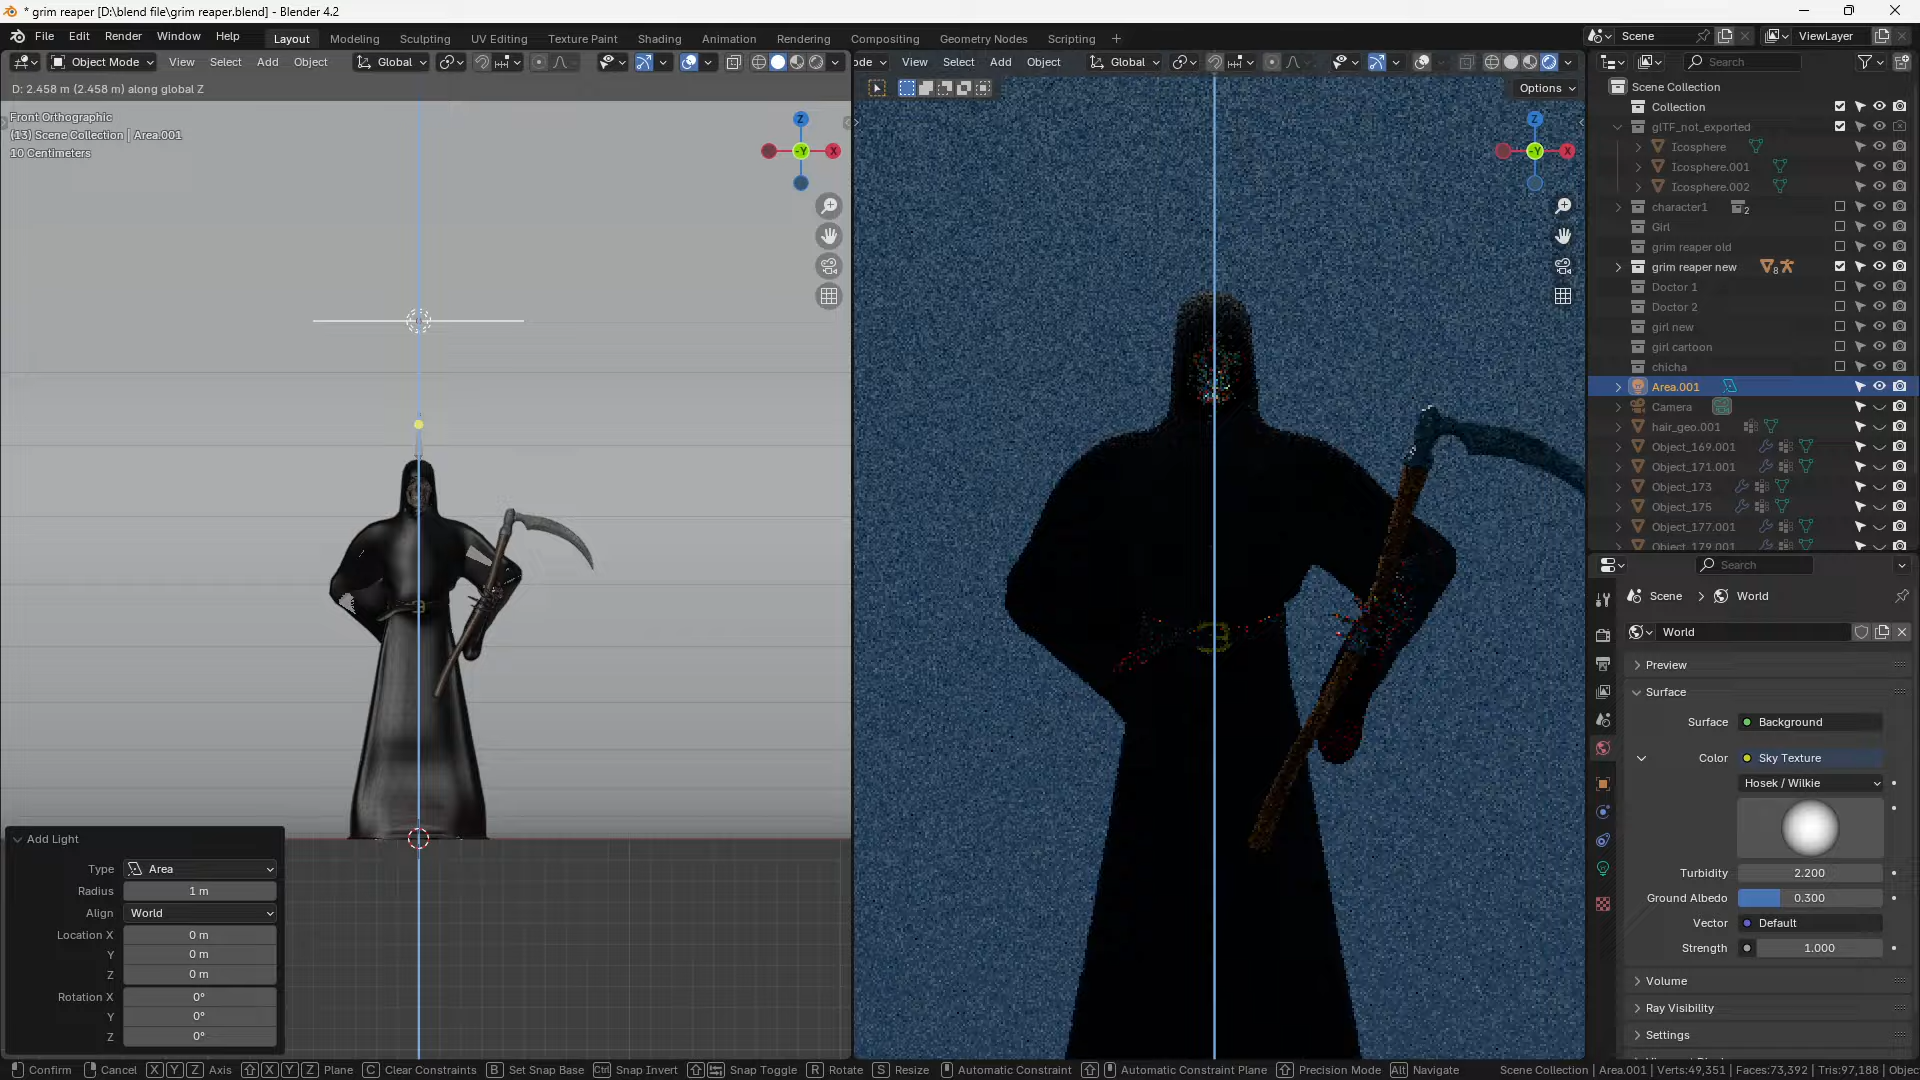 * grim reaper [D:\blend file\grim reaper.blend] - Blender 4.2
File Edit Render Window Help
Layout Modeling Sculpting UV Editing Texture Paint Shading Animation Rendering Compositing Geometry Nodes Scripting +
Scene
ViewLayer
Object Mode View Select Add Object Global
D: 2.458 m (2.458 m) along global Z
Front Orthographic
(13) Scene Collection | Area.001
10 Centimeters
Z
-Y
X
Add Light
Type Area
Radius 1 m
Align World
Location X 0 m
Y 0 m
Z 0 m
Rotation X 0°
Y 0°
Z 0°
ode View Select Add Object Global
Options
Z
-Y
X
Search
Scene Collection
Collection
glTF_not_exported
Icosphere
Icosphere.001
Icosphere.002
character1 2
Girl
grim reaper old
grim reaper new 8
Doctor 1
Doctor 2
girl new
girl cartoon
chicha
Area.001
Camera
hair_geo.001
Object_169.001
Object_171.001
Object_173
Object_175
Object_177.001
Object_179.001
Search
Scene > World
World
Preview
Surface
Surface Background
Color Sky Texture
Hosek / Wilkie
Turbidity 2.200
Ground Albedo 0.300
Vector Default
Strength 1.000
Volume
Ray Visibility
Settings
Confirm Cancel X Y Z Axis X Y Z Plane C Clear Constraints B Set Snap Base Ctrl Snap Invert Snap Toggle R Rotate S Resize Automatic Constraint Automatic Constraint Plane Precision Mode Alt Navigate Scene Collection | Area.001 | Verts:49,351 | Faces:73,392 | Tris:97,188 | Objec